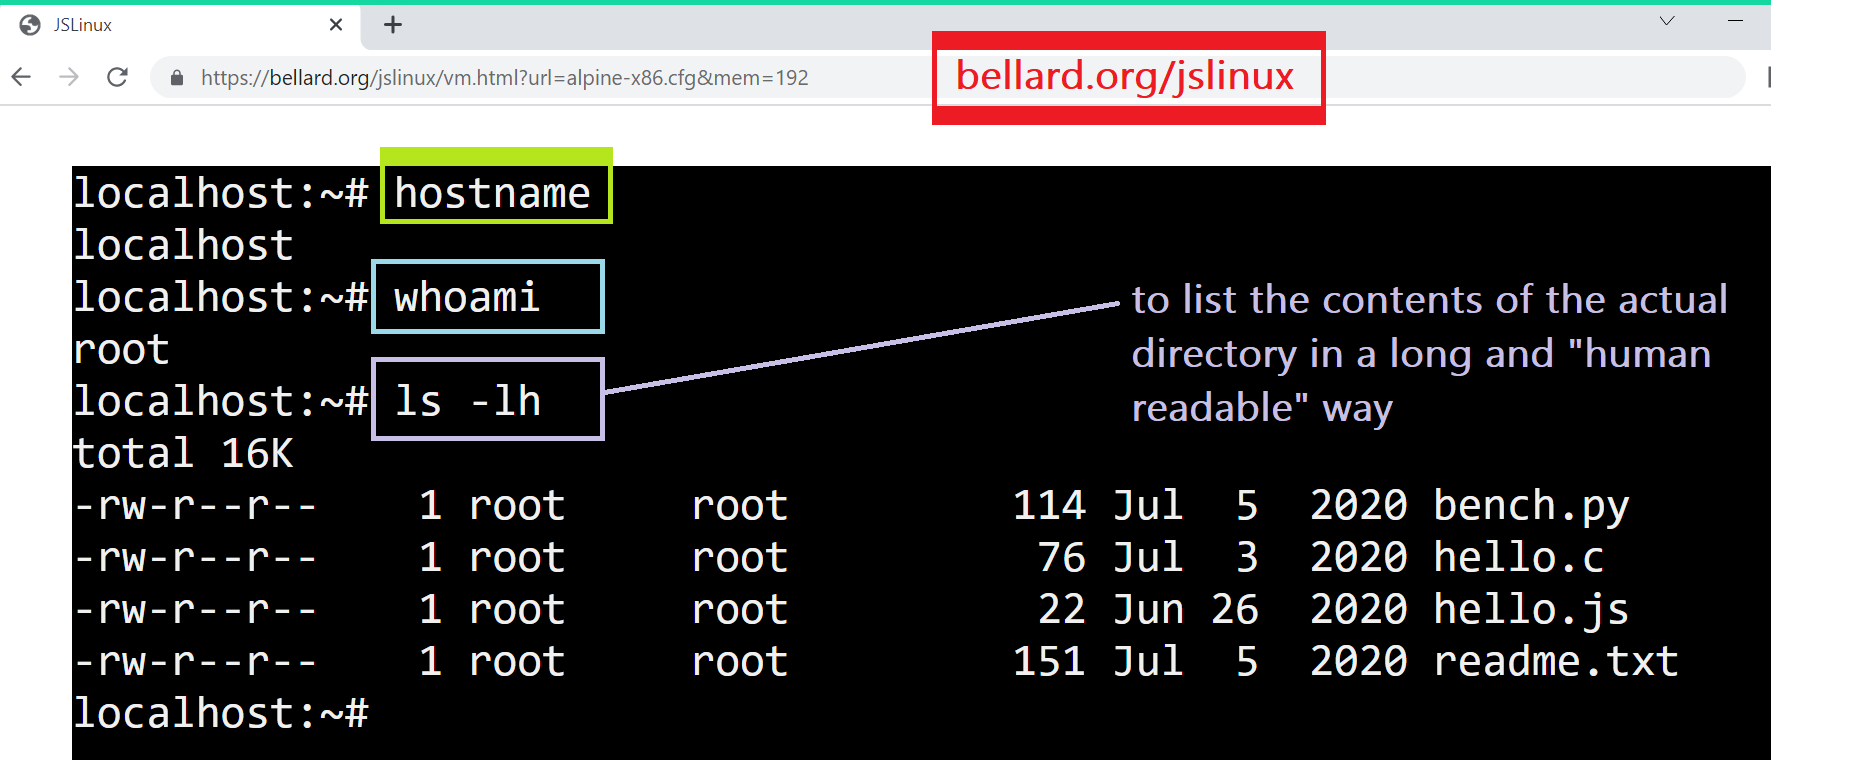 JSLinux
https://bellard.org/jslinux/vm.html?url=alpine-x86.cfg&mem=192
bellard.org/jslinux
localhost:~# hostname
localhost
localhost:~# whoami
root
localhost:~# ls -lh
to list the contents of the actual
directory in a long and "human
readable" way
total 16K
-rw-r--r--    1 root     root         114 Jul  5  2020 bench.py
-rw-r--r--    1 root     root          76 Jul  3  2020 hello.c
-rw-r--r--    1 root     root          22 Jun 26  2020 hello.js
-rw-r--r--    1 root     root         151 Jul  5  2020 readme.txt
localhost:~#